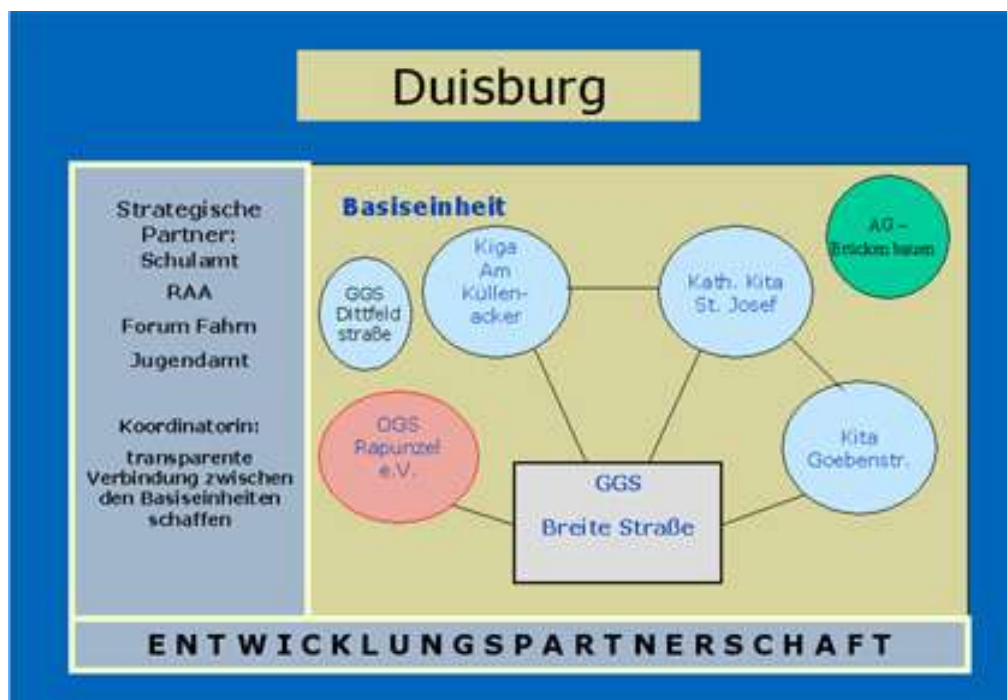 Duisburg
Strategische
Partner:
Schulamt
RAA
Forum Fahrn
Jugendamt
Koordinatorin:
transparente
Verbindung zwischen
den Basiseinheiten
schaffen
Basiseinheit
GGS
Dittfeld
straße
Kiga
Am
Küllen-
acker
Kath. Kita
St. Josef
AG –
Brücken bauen
OGS
Rapunzel
e.V.
GGS
Breite Straße
Kita
Goebenstr.
ENTWICKLUNGSPARTNERSCHAFT